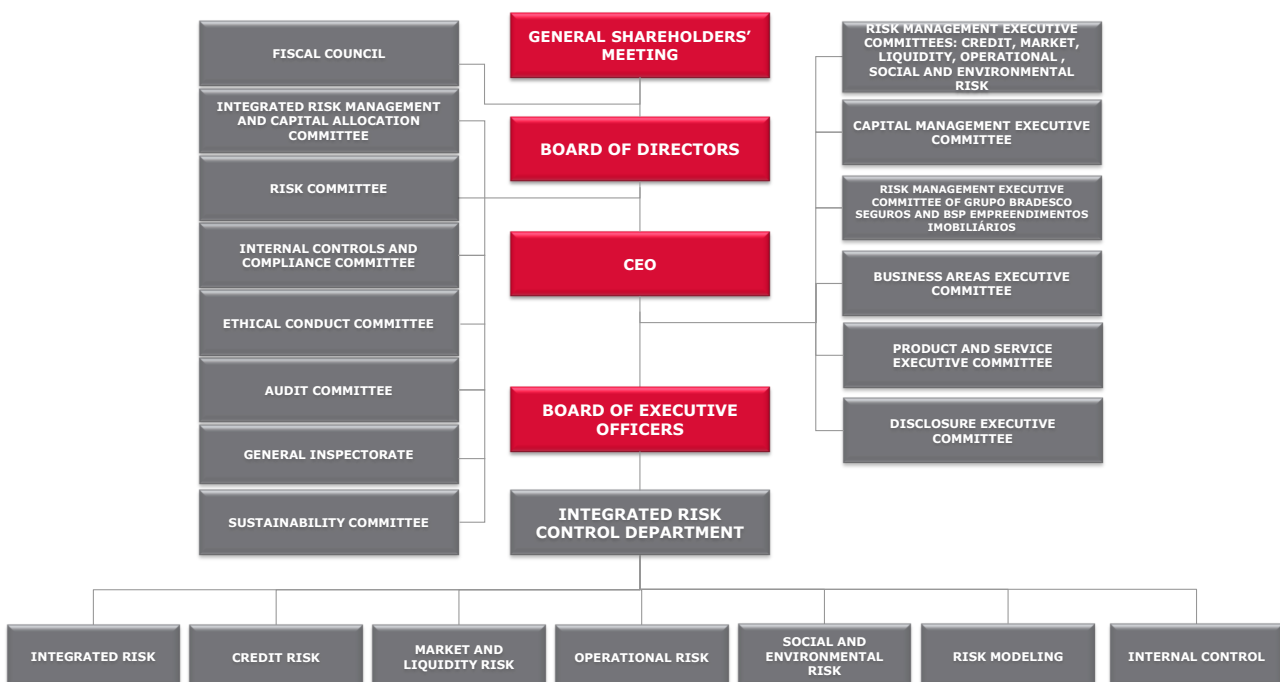 GENERAL SHAREHOLDERS'
MEETING
BOARD OF DIRECTORS
CEO
BOARD OF EXECUTIVE
OFFICERS
INTEGRATED RISK
CONTROL DEPARTMENT
FISCAL COUNCIL
INTEGRATED RISK MANAGEMENT
AND CAPITAL ALLOCATION
COMMITTEE
RISK COMMITTEE
INTERNAL CONTROLS AND
COMPLIANCE COMMITTEE
ETHICAL CONDUCT COMMITTEE
AUDIT COMMITTEE
GENERAL INSPECTORATE
SUSTAINABILITY COMMITTEE
RISK MANAGEMENT EXECUTIVE
COMMITTEES: CREDIT, MARKET,
LIQUIDITY, OPERATIONAL ,
SOCIAL AND ENVIRONMENTAL
RISK
CAPITAL MANAGEMENT EXECUTIVE
COMMITTEE
RISK MANAGEMENT EXECUTIVE
COMMITTEE OF GRUPO BRADESCO
SEGUROS AND BSP EMPREENDIMENTOS
IMOBILIÁRIOS
BUSINESS AREAS EXECUTIVE
COMMITTEE
PRODUCT AND SERVICE
EXECUTIVE COMMITTEE
DISCLOSURE EXECUTIVE
COMMITTEE
INTEGRATED RISK
CREDIT RISK
MARKET AND
LIQUIDITY RISK
OPERATIONAL RISK
SOCIAL AND
ENVIRONMENTAL
RISK
RISK MODELING
INTERNAL CONTROL